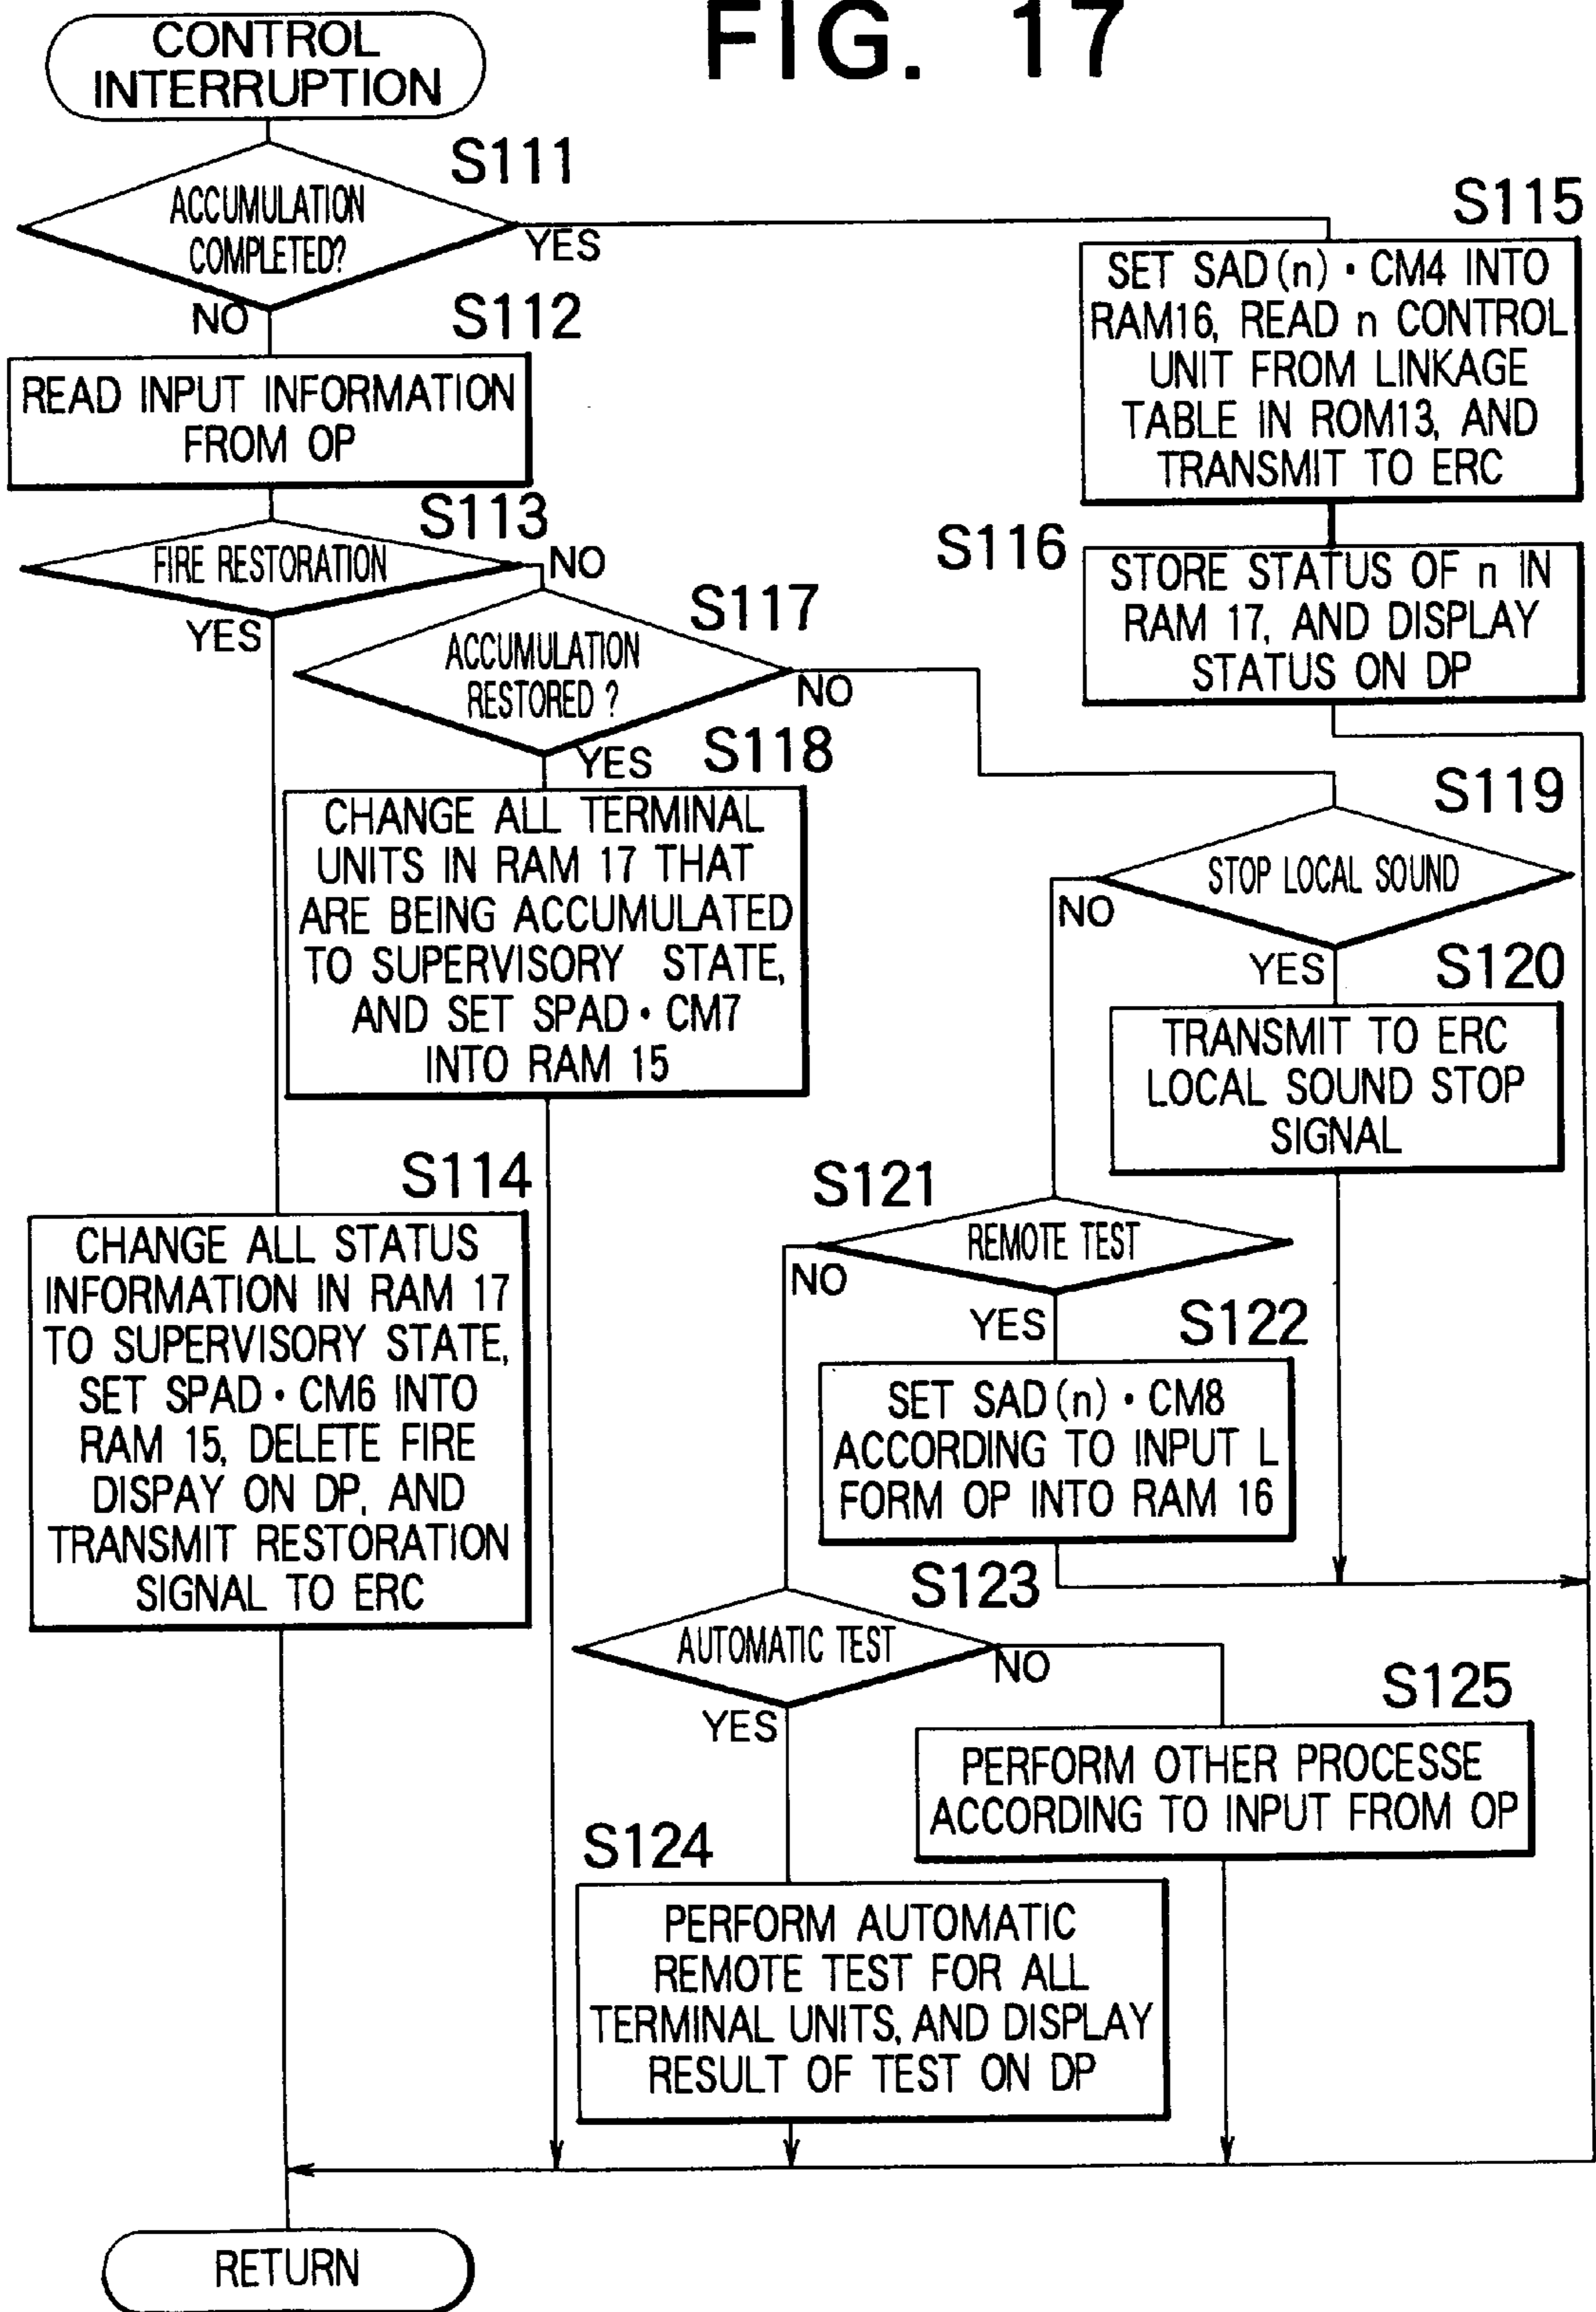 FIG. 17
CONTROL
INTERRUPTION
S111
ACCUMULATION
COMPLETED?
YES
NO
S112
READ INPUT INFORMATION
FROM OP
S113
FIRE RESTORATION
NO
YES
S114
CHANGE ALL STATUS
INFORMATION IN RAM 17
TO SUPERVISORY STATE,
SET SPAD・CM6 INTO
RAM 15, DELETE FIRE
DISPAY ON DP, AND
TRANSMIT RESTORATION
SIGNAL TO ERC
S115
SET SAD(n)・CM4 INTO
RAM16, READ n CONTROL
UNIT FROM LINKAGE
TABLE IN ROM13, AND
TRANSMIT TO ERC
S116
STORE STATUS OF n IN
RAM 17, AND DISPLAY
STATUS ON DP
S117
ACCUMULATION
RESTORED ?
NO
YES
S118
CHANGE ALL TERMINAL
UNITS IN RAM 17 THAT
ARE BEING ACCUMULATED
TO SUPERVISORY STATE,
AND SET SPAD・CM7
INTO RAM 15
S119
STOP LOCAL SOUND
NO
YES
S120
TRANSMIT TO ERC
LOCAL SOUND STOP
SIGNAL
S121
REMOTE TEST
NO
YES
S122
SET SAD(n)・CM8
ACCORDING TO INPUT L
FORM OP INTO RAM 16
S123
AUTOMATIC TEST
NO
YES
S124
PERFORM AUTOMATIC
REMOTE TEST FOR ALL
TERMINAL UNITS, AND DISPLAY
RESULT OF TEST ON DP
S125
PERFORM OTHER PROCESSE
ACCORDING TO INPUT FROM OP
RETURN